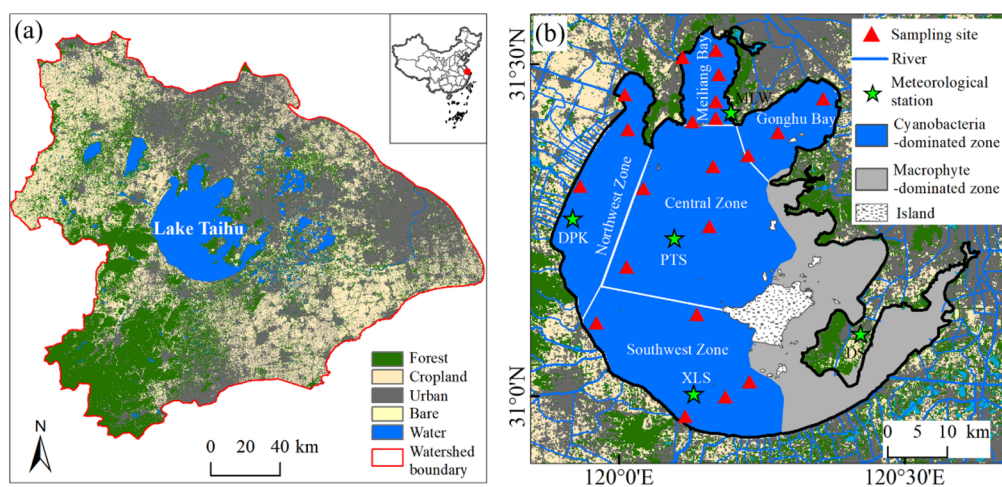 (a)
Lake Taihu
Forest
Cropland
Urban
Bare
Water
Watershed
boundary
N
0 20 40 km
(b)
31°30'N
31°0'N
120°0'E
120°30'E
Meiliang Bay
MLW
Gonghu Bay
Northwest Zone
Central Zone
DPK
PTS
Southwest Zone
XLS
Sampling site
River
Meteorological
station
Cyanobacteria
-dominated zone
Macrophyte
-dominated zone
Island
0 5 10 km